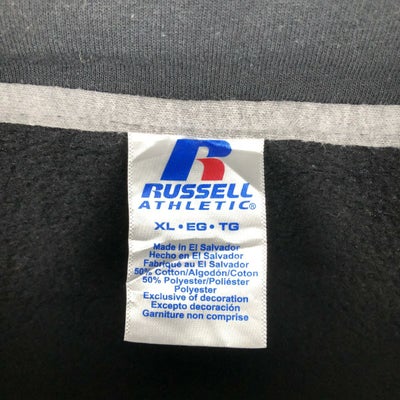 R
RUSSELL
ATHLETIC®
XL • EG • TG
Made in El Salvador
Hecho en El Salvador
Fabriqué au El Salvador
50% Cotton/Algodón/Coton
50% Polyester/Poliéster
Polyester
Exclusive of decoration
Excepto decoración
Garniture non comprise